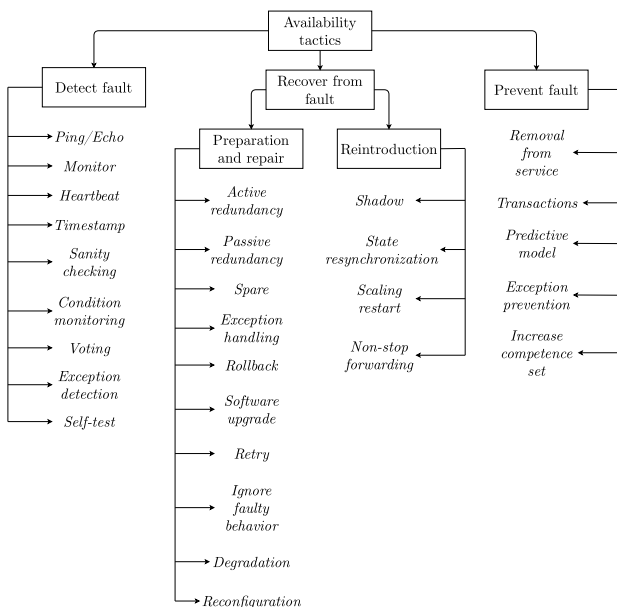 Availability
tactics
Detect fault
Recover from
fault
Prevent fault
Preparation
and repair
Reintroduction
Ping/Echo
Monitor
Heartbeat
Timestamp
Sanity
checking
Condition
monitoring
Voting
Exception
detection
Self-test
Active
redundancy
Passive
redundancy
Spare
Exception
handling
Rollback
Software
upgrade
Retry
Ignore
faulty
behavior
Degradation
Reconfiguration
Shadow
State
resynchronization
Scaling
restart
Non-stop
forwarding
Removal
from
service
Transactions
Predictive
model
Exception
prevention
Increase
competence
set